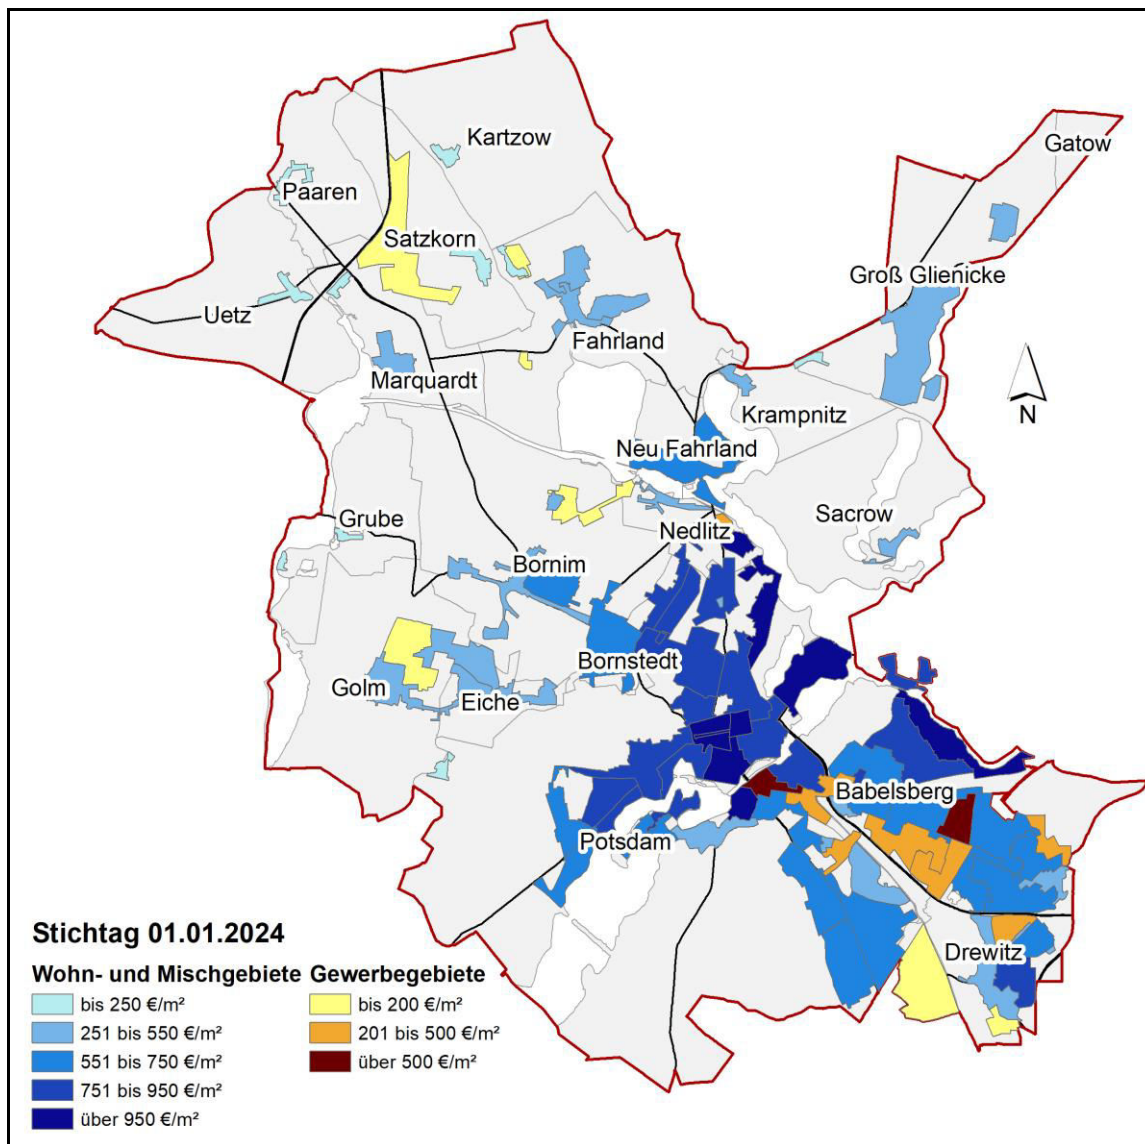 Kartzow
Gatow
Paaren
Satzkorn
Groß Glienicke
Uetz
Fahrland
Marquardt
N
Krampnitz
Neu Fahrland
Grube
Sacrow
Nedlitz
Bornim
Bornstedt
Golm
Eiche
Babelsberg
Potsdam
Drewitz
Stichtag 01.01.2024
Wohn- und Mischgebiete
bis 250 €/m²
251 bis 550 €/m²
551 bis 750 €/m²
751 bis 950 €/m²
über 950 €/m²
Gewerbegebiete
bis 200 €/m²
201 bis 500 €/m²
über 500 €/m²